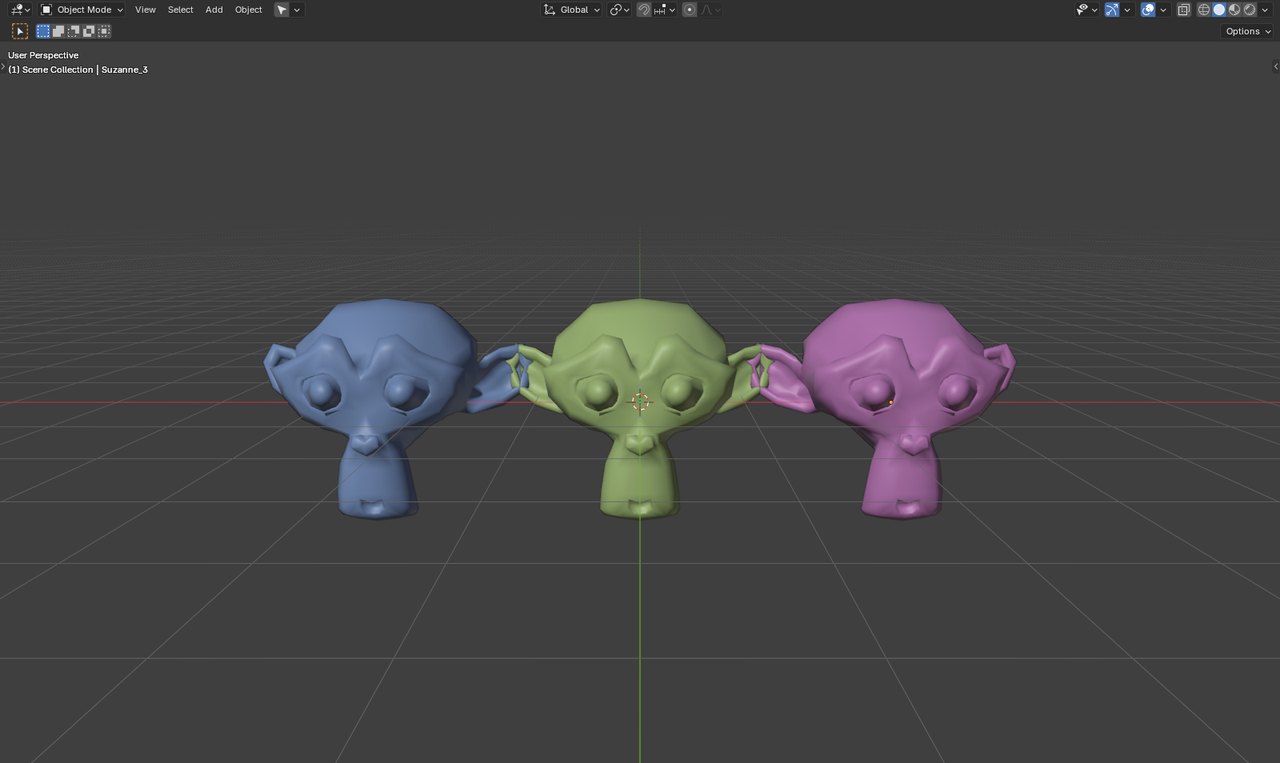 Object Mode View Select Add Object Global
Options
User Perspective
(1) Scene Collection | Suzanne_3